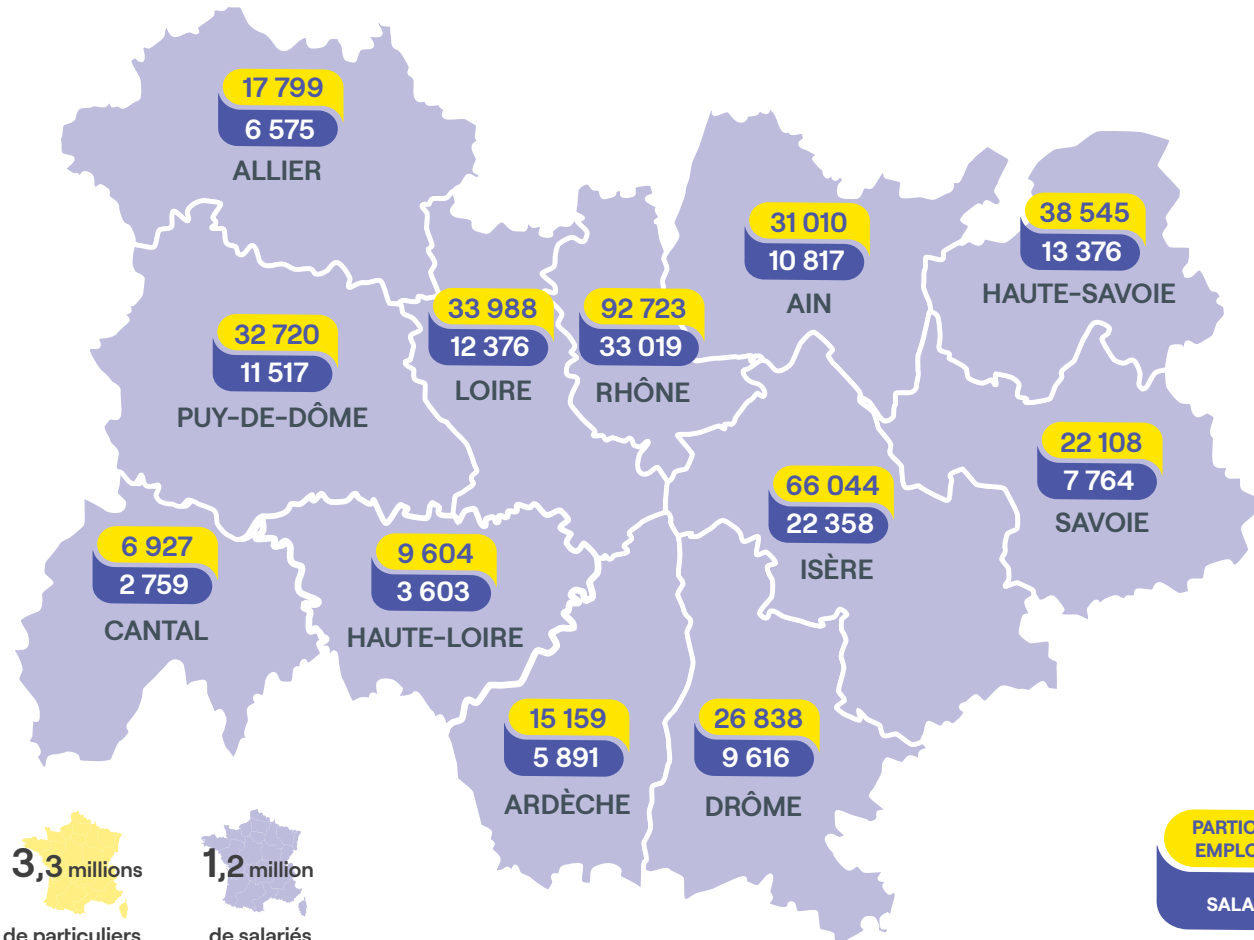 17 799
6 575
ALLIER
31 010
10 817
AIN
38 545
13 376
HAUTE-SAVOIE
32 720
11 517
PUY-DE-DÔME
33 988
12 376
LOIRE
92 723
33 019
RHÔNE
22 108
7 764
SAVOIE
66 044
22 358
ISÈRE
6 927
2 759
CANTAL
9 604
3 603
HAUTE-LOIRE
15 159
5 891
ARDÈCHE
26 838
9 616
DRÔME
3,3 millions
de particuliers
1,2 million
de salariés
PARTIC
EMPLO
SALA